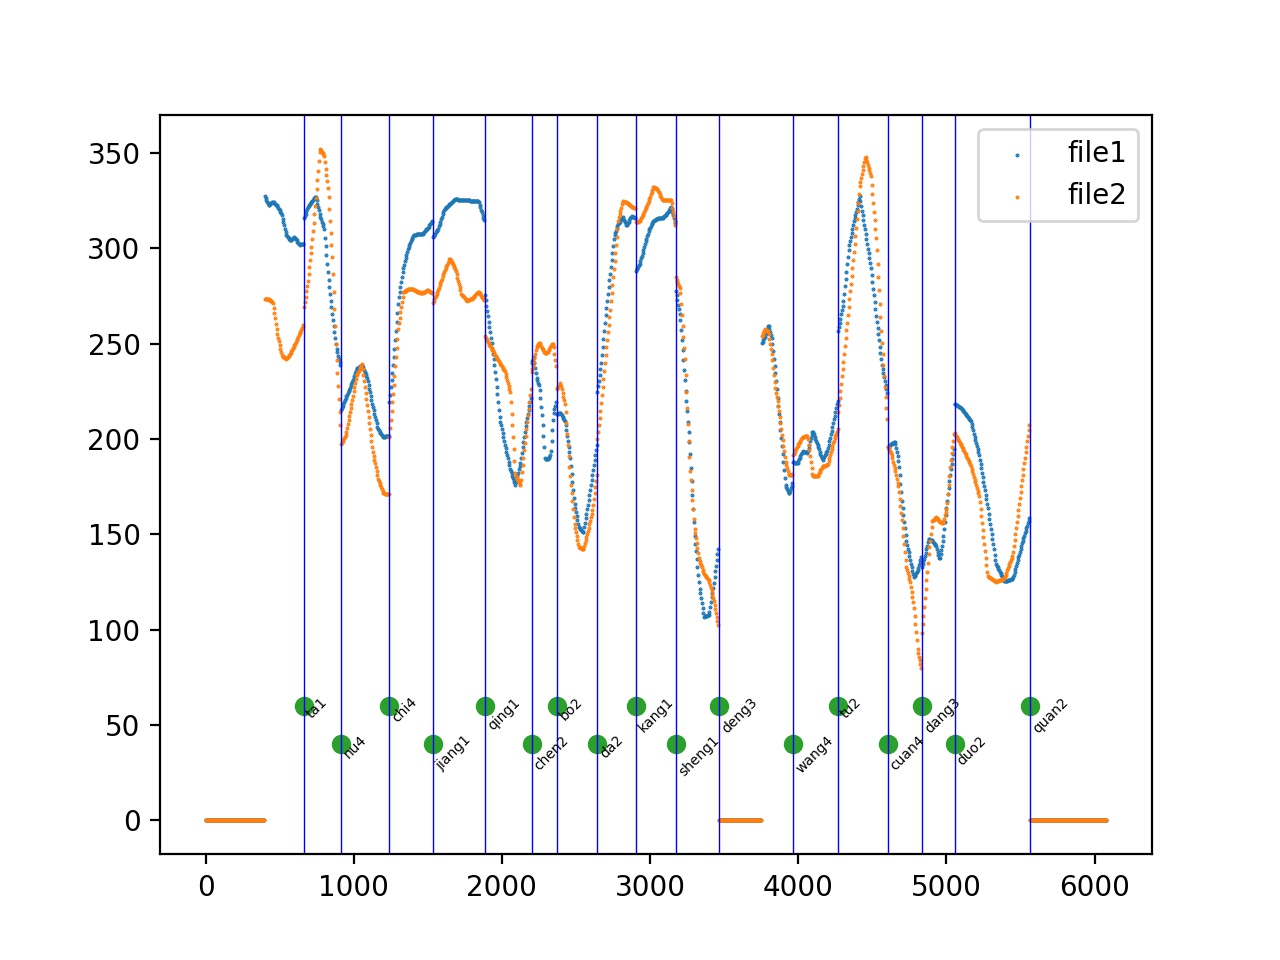 file1
file2
350
300
250
200
150
100
50
0
ta1
chi4
qing1
bo2
kang1
deng3
tu2
dang3
quan2
nu4
jiang1
chen2
da2
sheng1
wang4
cuan4
duo2
0 1000 2000 3000 4000 5000 6000